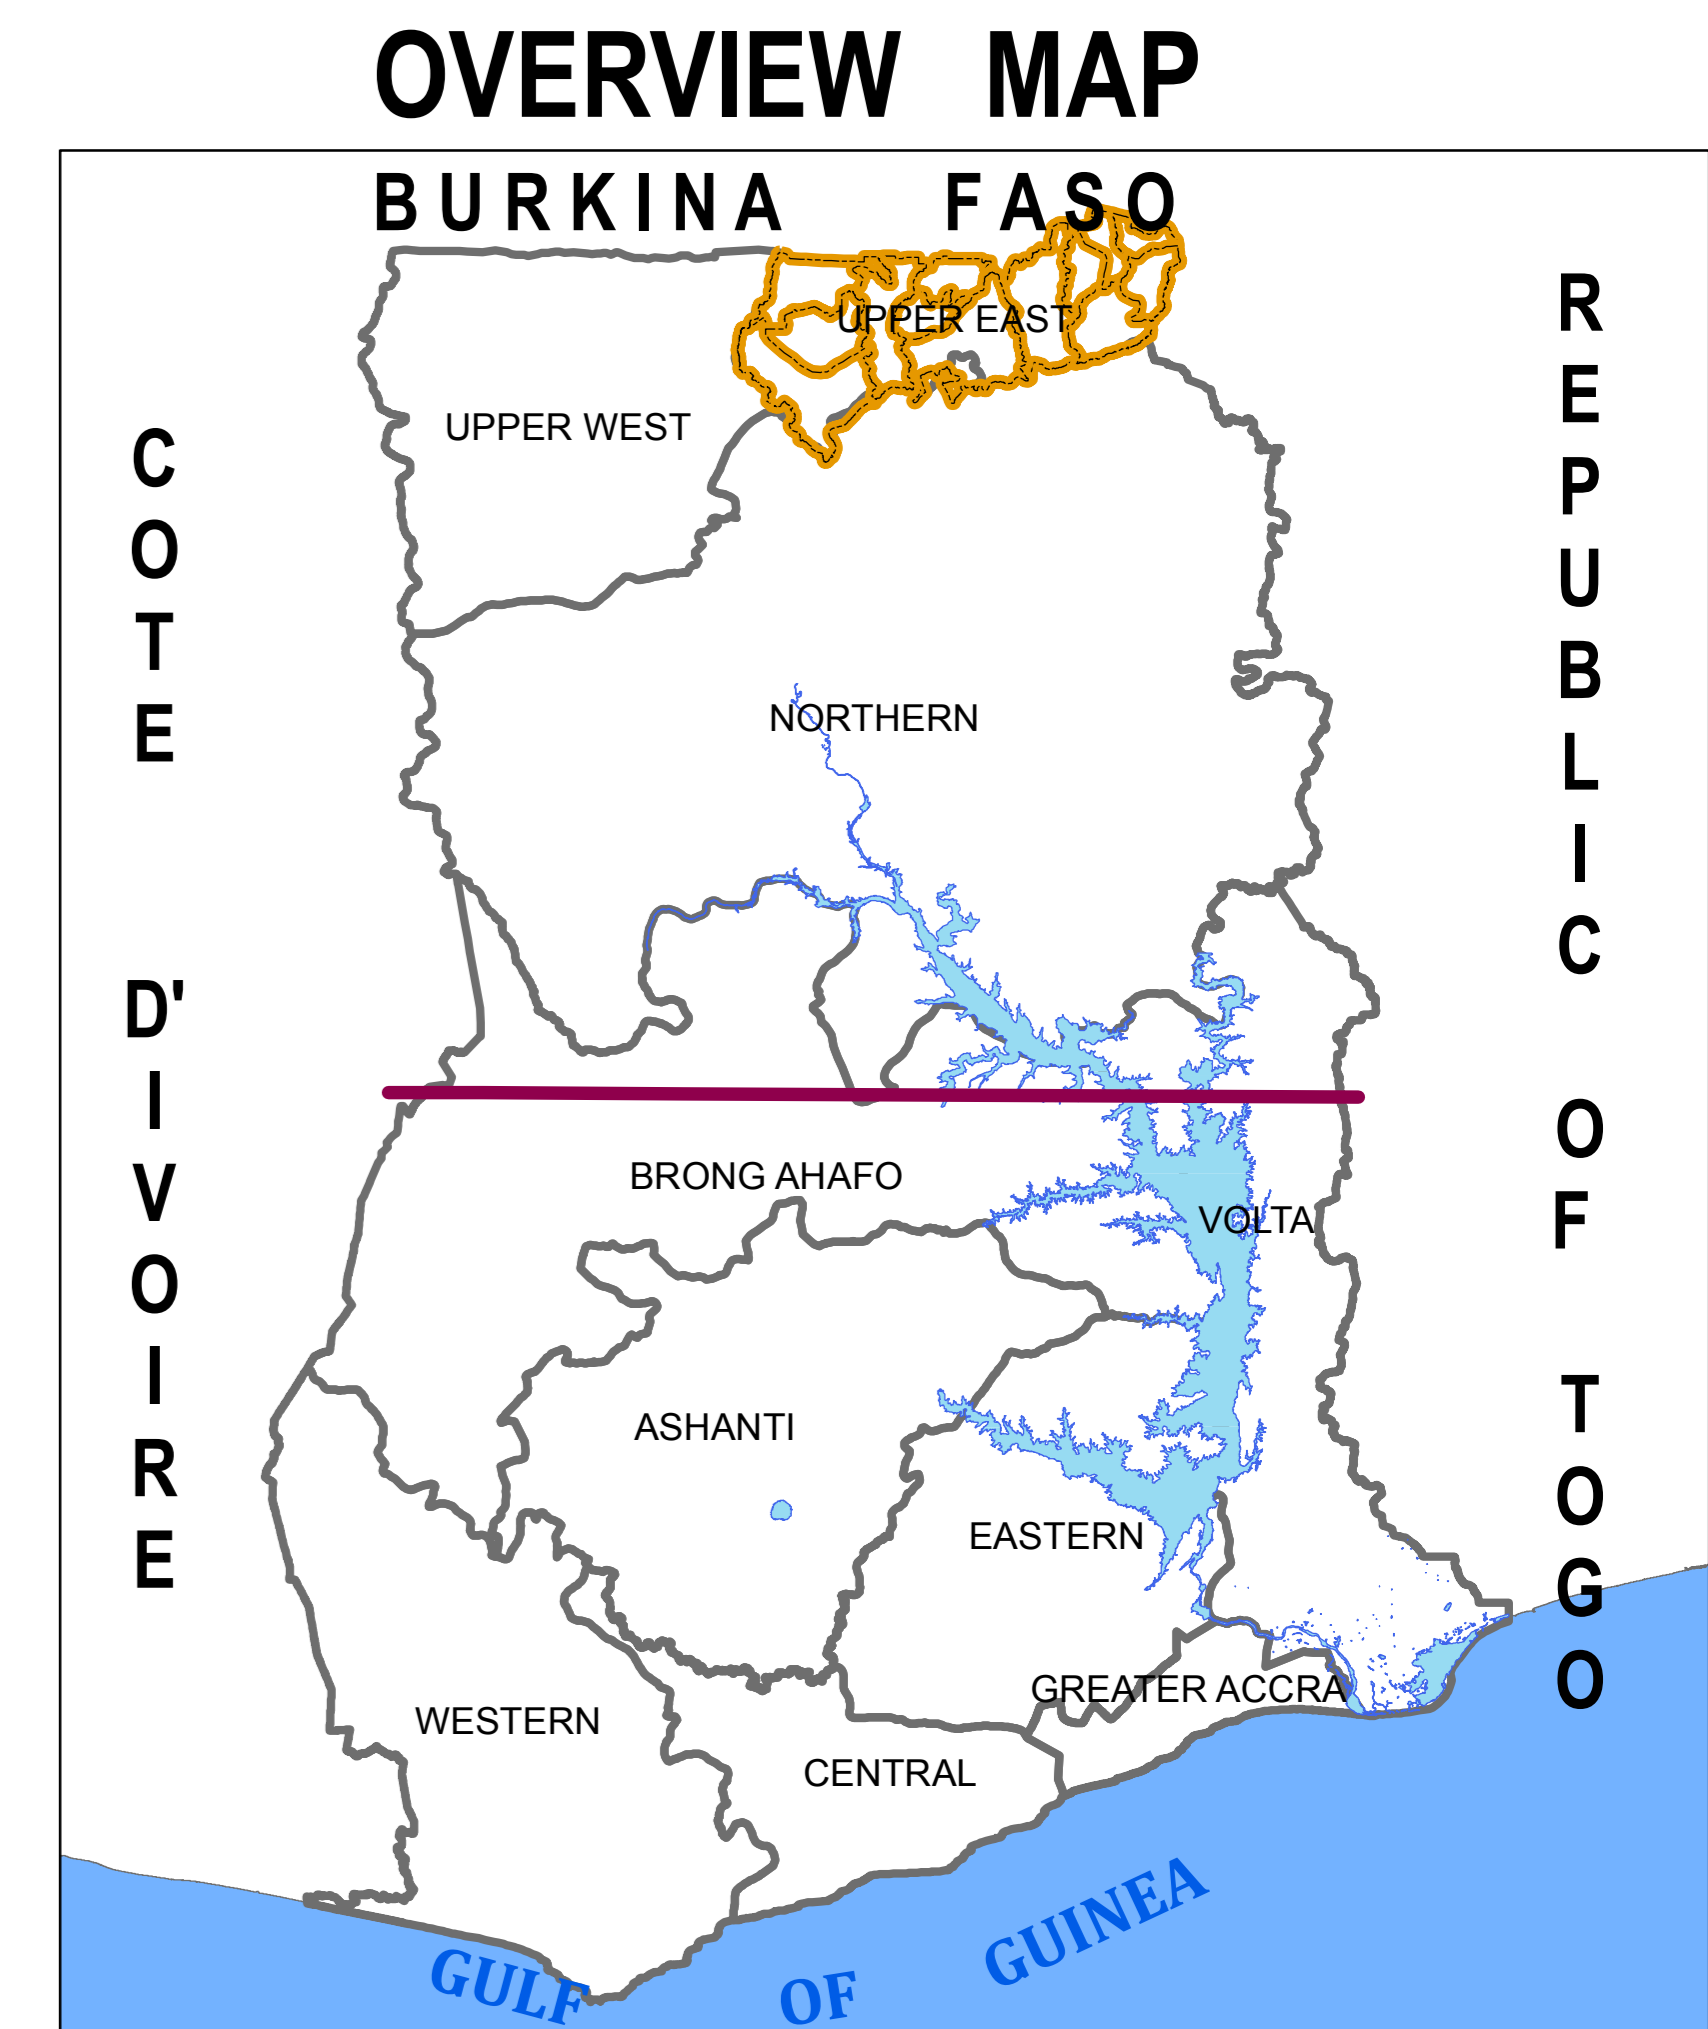 OVERVIEW MAP
BURKINA FASO
COTE D'IVOIRE
REPUBLIC OF TOGO
UPPER EAST
UPPER WEST
NORTHERN
BRONG AHAFO
VOLTA
ASHANTI
EASTERN
GREATER ACCRA
WESTERN
CENTRAL
GULF OF GUINEA